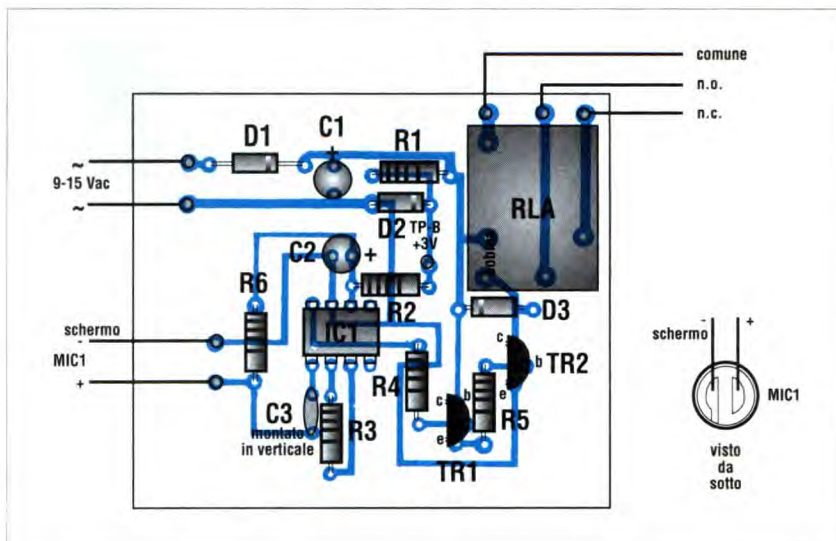 comune
n.o.
n.c.
D1
C1
+
R1
~
9-15 Vac
~
RLA
bobina
D2
TP-B
+3V
C2
+
R6
R2
IC1
D3
schermo
-
MIC1
+
R4
c
b
e
TR2
c
b
e
R5
TR1
C3
montato
in verticale
R3
-
+
schermo
MIC1
visto
da
sotto